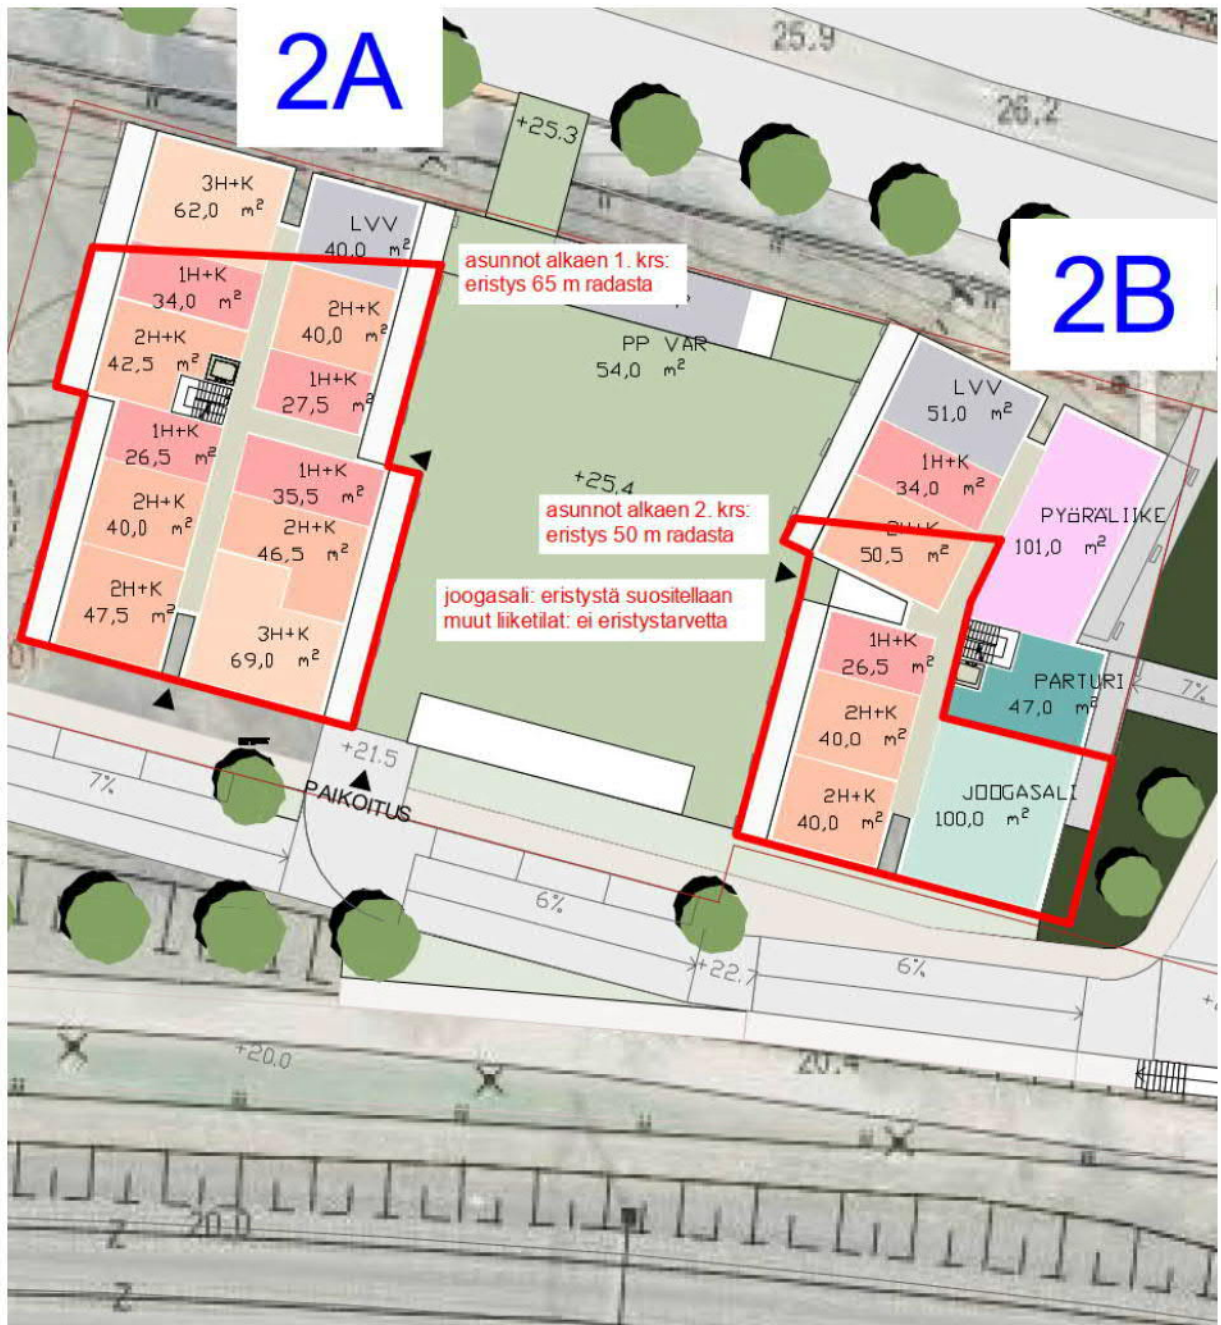 2A
25.9
26.2
+25.3
3H+K
62,0 m²
LVV
40,0 m²
asunnot alkaen 1. krs:
eristys 65 m radasta
1H+K
34,0 m²
2H+K
40,0 m²
2H+K
42,5 m²
1H+K
27,5 m²
1H+K
26,5 m²
1H+K
35,5 m²
2H+K
40,0 m²
2H+K
46,5 m²
2H+K
47,5 m²
3H+K
69,0 m²
PP VAR
54,0 m²
2B
LVV
51,0 m²
1H+K
34,0 m²
+25.4
asunnot alkaen 2. krs:
eristys 50 m radasta
2H+K
50,5 m²
PYöRÄLIIKE
101,0 m²
joogasali: eristystä suositellaan
muut liiketilat: ei eristystarvetta
1H+K
26,5 m²
PARTURI
47,0 m²
7%
2H+K
40,0 m²
2H+K
40,0 m²
JOOGASALI
100,0 m²
+21.5
PAIKOITUS
7%
6%
+22.7
6%
+20.0
20.4
20.0
Z
Z